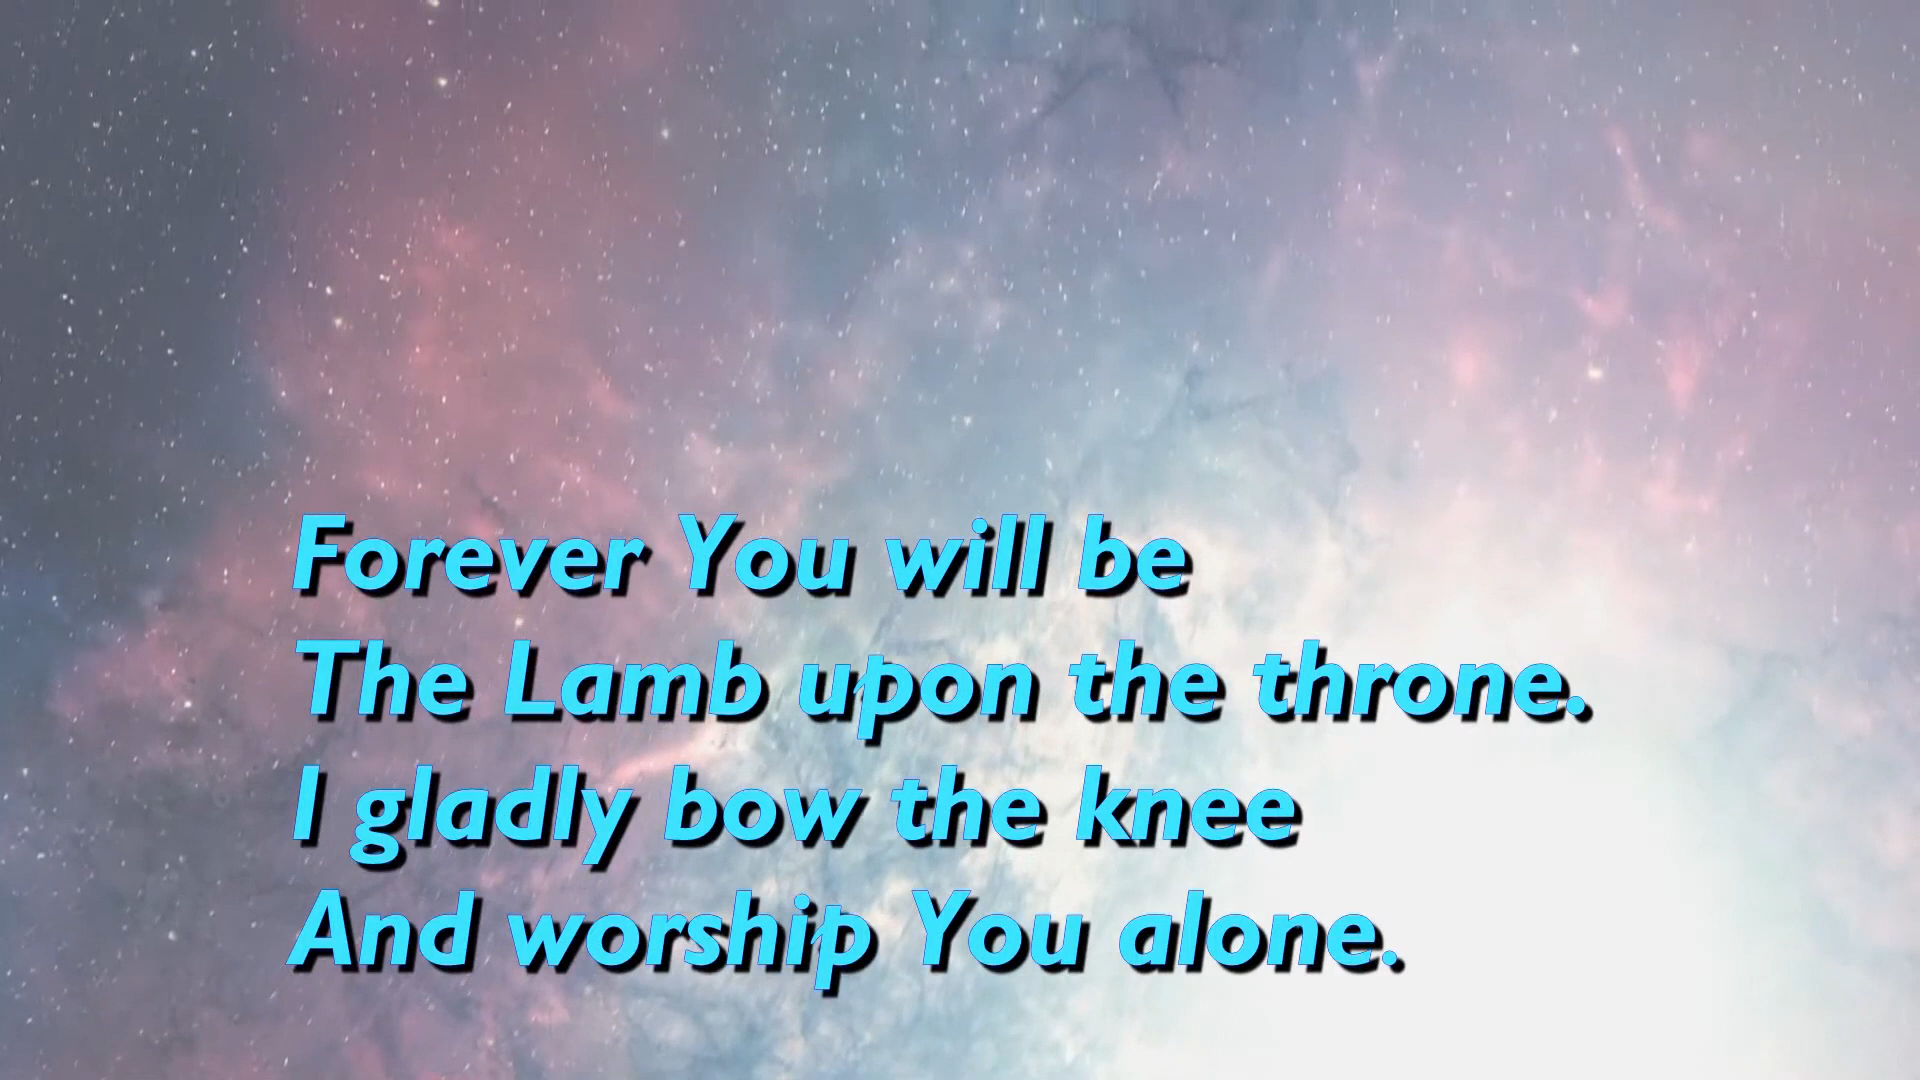 Forever You will be
The Lamb upon the throne.
I gladly bow the knee
And worship You alone.